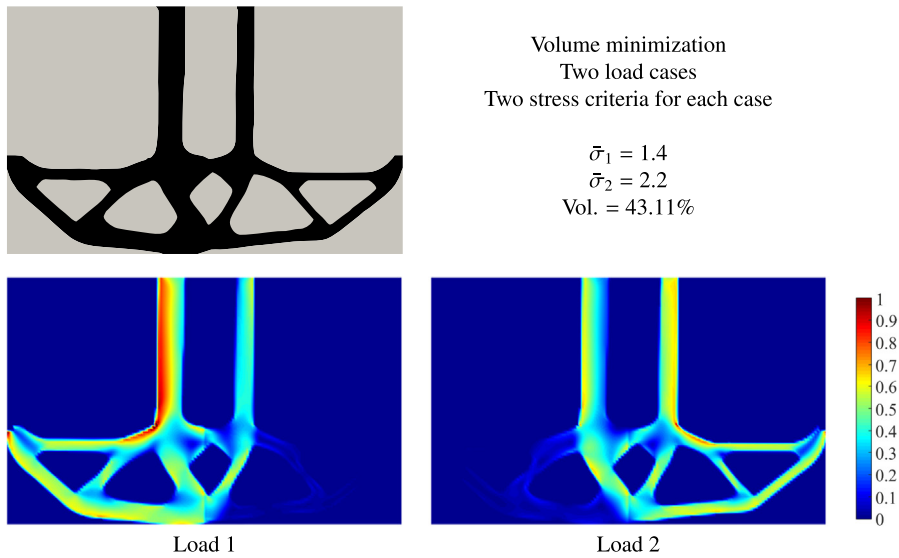 Volume minimization
Two load cases
Two stress criteria for each case
σ̄₁ = 1.4
σ̄₂ = 2.2
Vol. = 43.11%
1
0.9
0.8
0.7
0.6
0.5
0.4
0.3
0.2
0.1
0
Load 1
Load 2